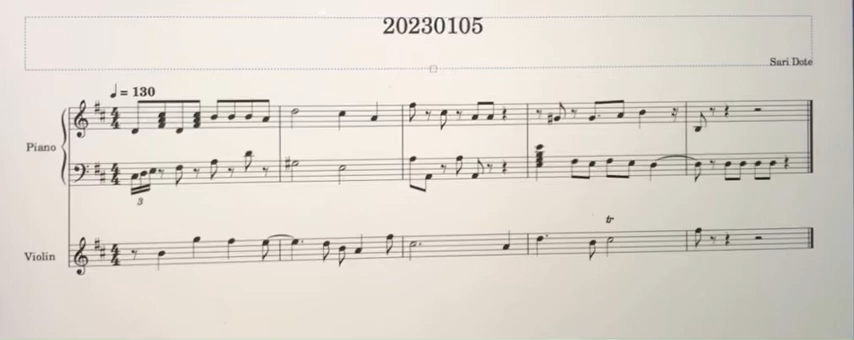 20230105
Sari Dote
♩ = 130
Piano
3
tr
Violin